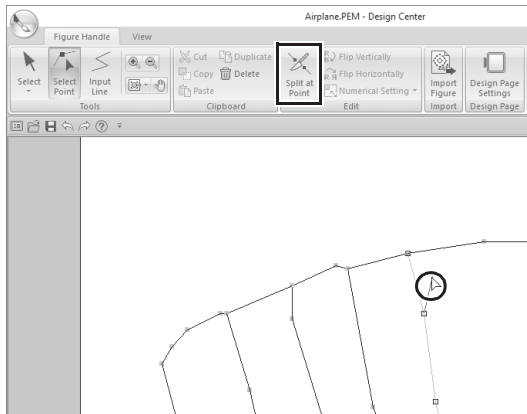 Airplane.PEM - Design Center
Figure Handle View
Select
Select Point
Input Line
Tools
Cut Duplicate
Copy Delete
Paste
Clipboard
Split at Point
Flip Vertically
Flip Horizontally
Numerical Setting
Edit
Import Figure
Import
Design Page Settings
Design Page